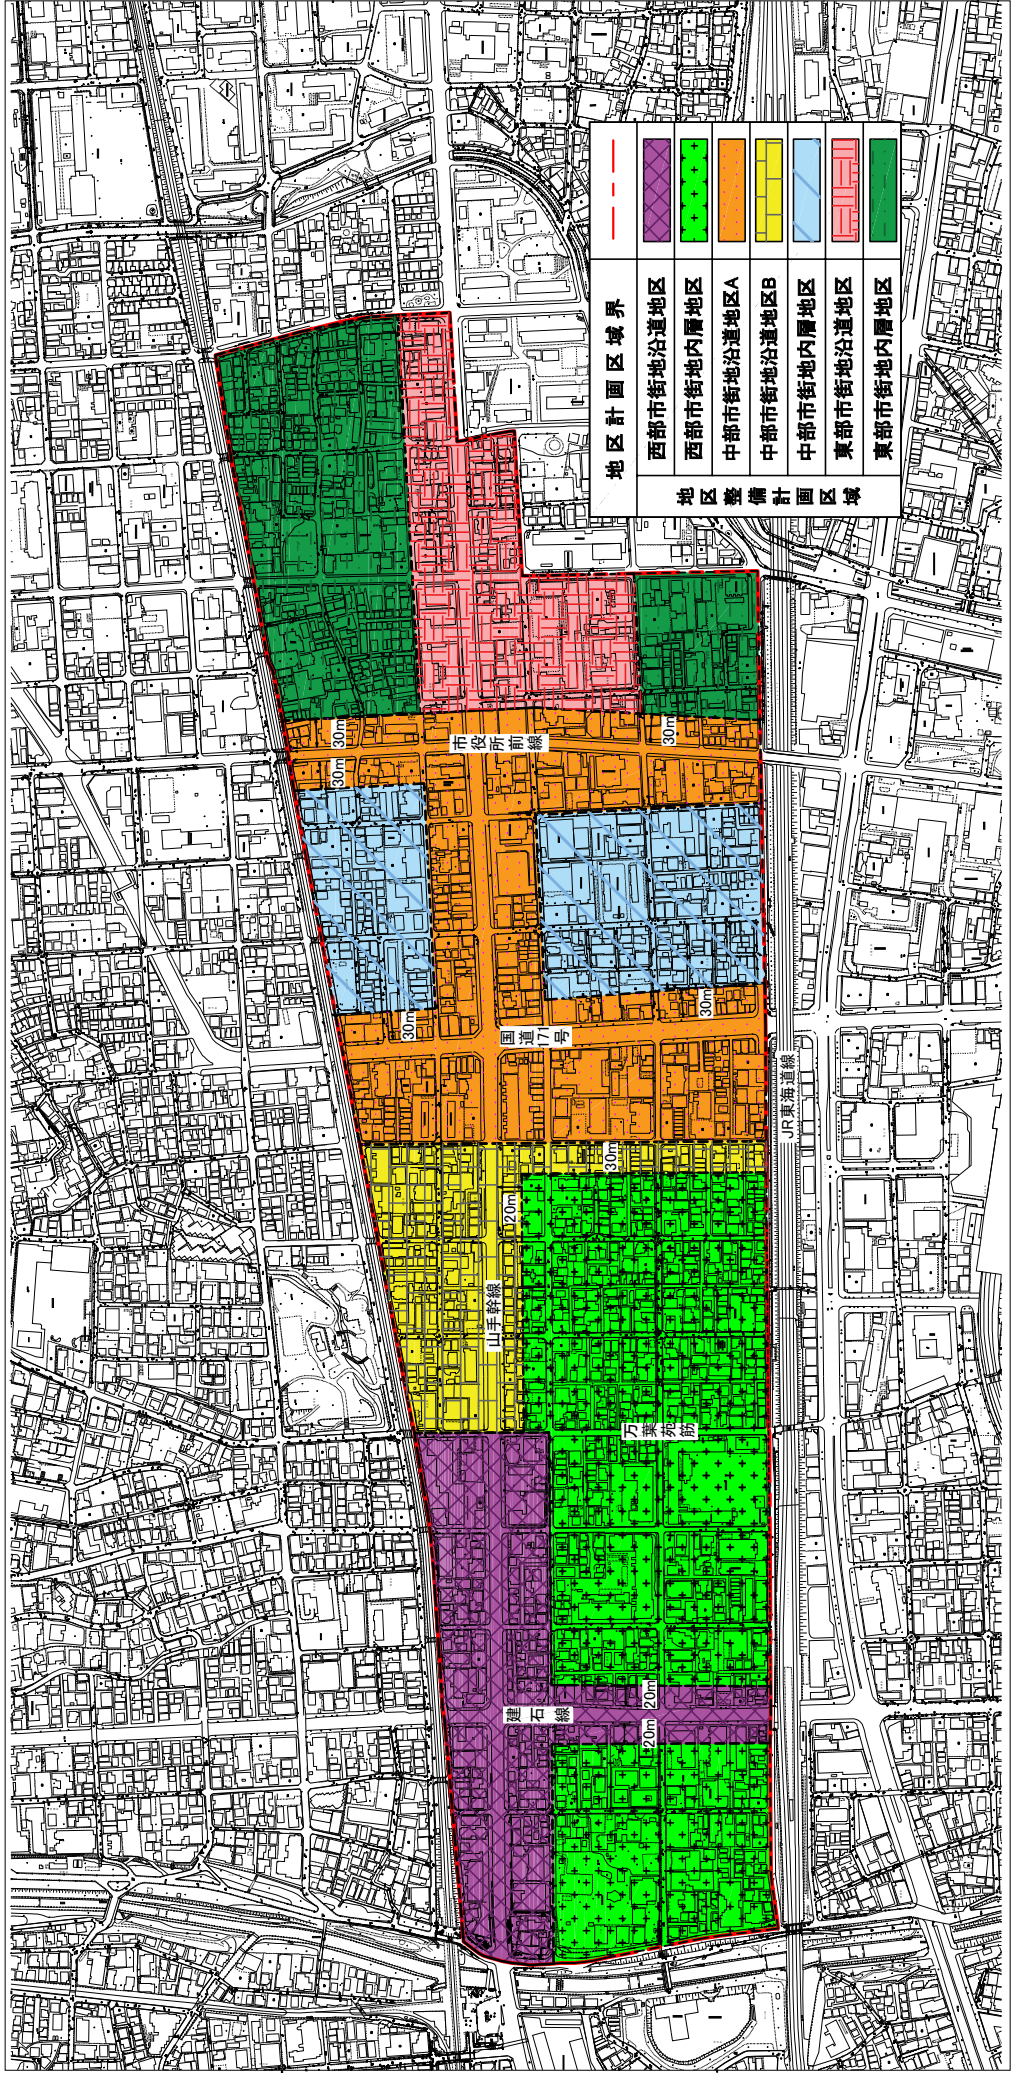 地区計画区域界
地区整備計画区域
西部市街地沿道地区
西部市街地内層地区
中部市街地沿道地区A
中部市街地沿道地区B
中部市街地内層地区
東部市街地沿道地区
東部市街地内層地区
建石線
20m
20m
万葉苑筋
山手幹線
20m
30m
国道171号
30m
30m
市役所前線
30m
30m
30m
JR東海道線